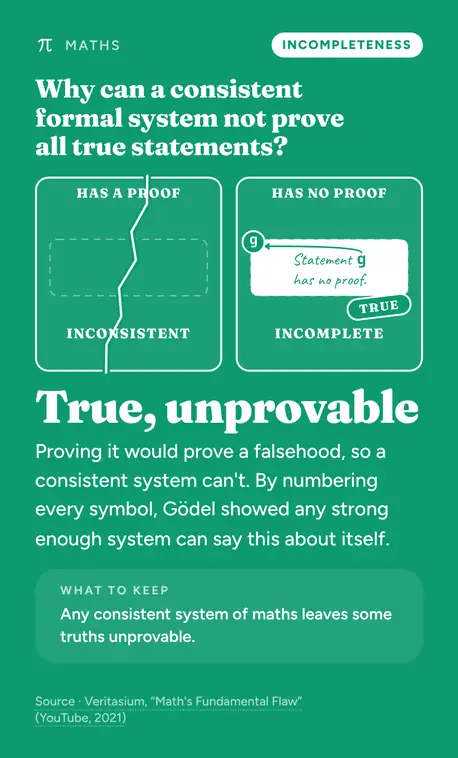 π MATHS
INCOMPLETENESS
Why can a consistent
formal system not prove
all true statements?
HAS A PROOF
INCONSISTENT
HAS NO PROOF
g
Statement g
has no proof.
TRUE
INCOMPLETE
True, unprovable
Proving it would prove a falsehood, so a
consistent system can't. By numbering
every symbol, Gödel showed any strong
enough system can say this about itself.
WHAT TO KEEP
Any consistent system of maths leaves some
truths unprovable.
Source · Veritasium, “Math's Fundamental Flaw”
(YouTube, 2021)